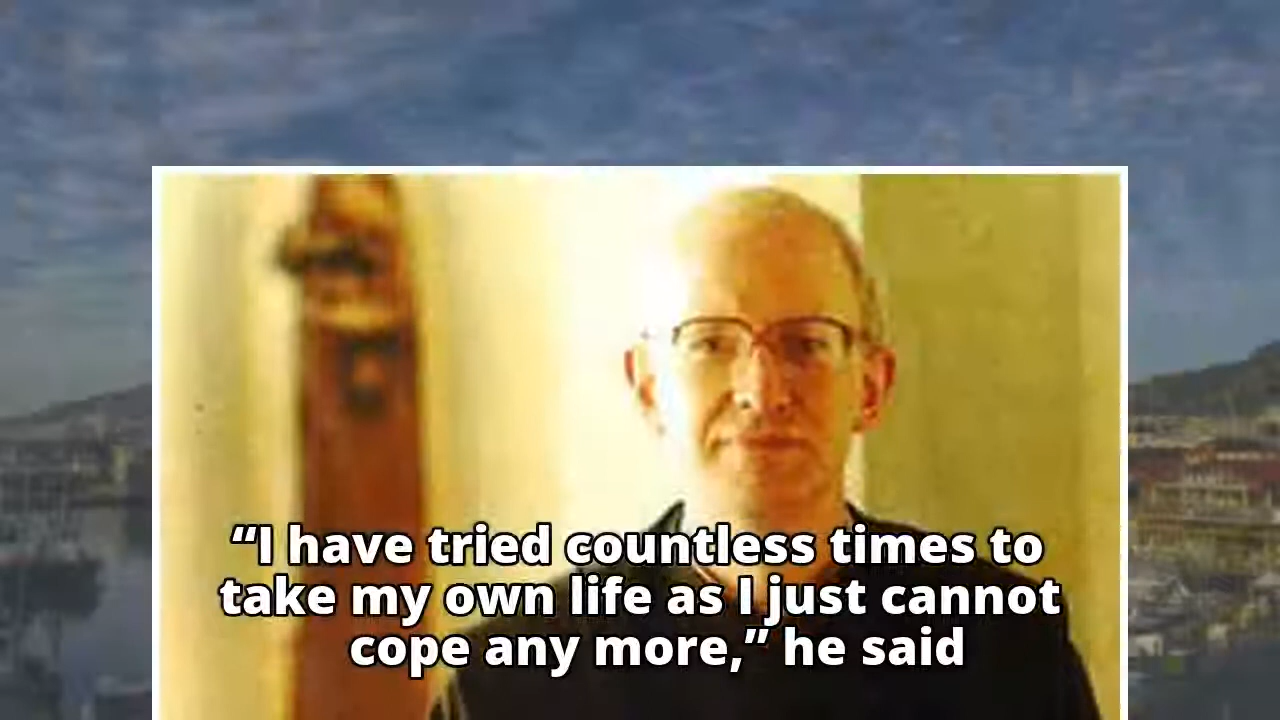 “I have tried countless times to
take my own life as I just cannot
cope any more,” he said